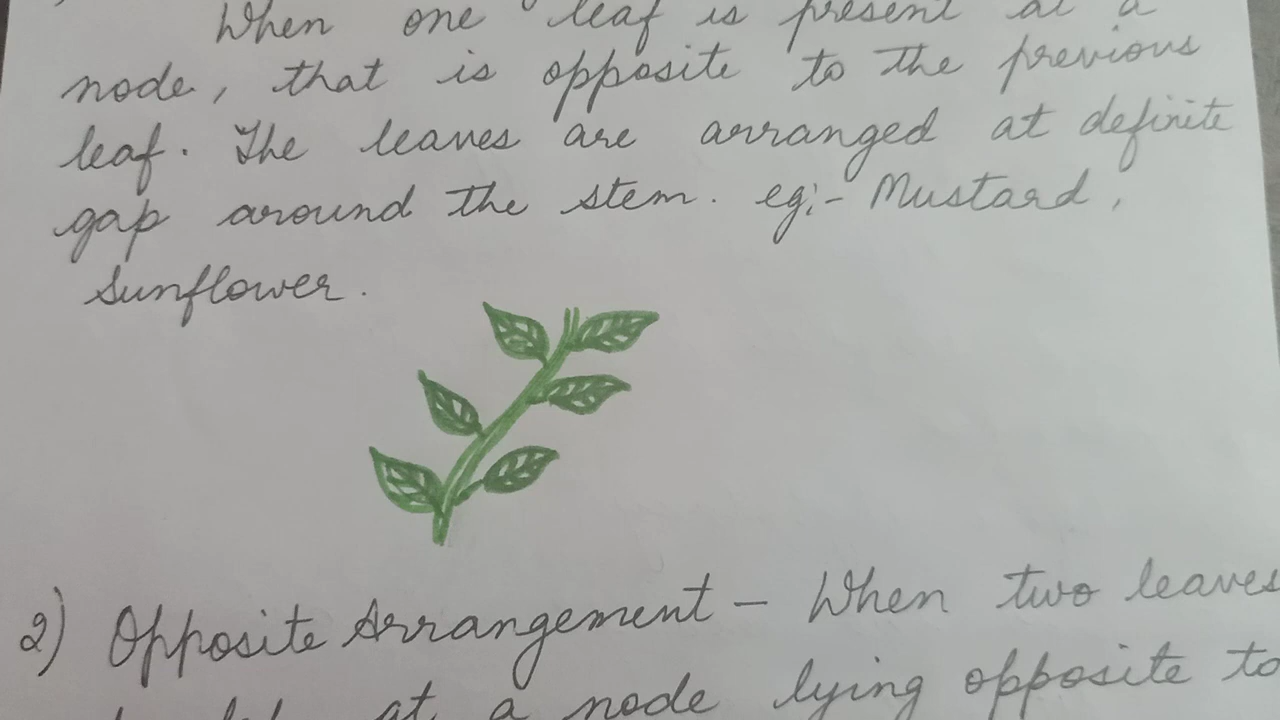 When one leaf is present at a
node, that is opposite to the previous
leaf. The leaves are arranged at definite
gap around the stem. eg:- Mustard,
Sunflower.
2) Opposite Arrangement - When two leaves
at a node lying opposite to